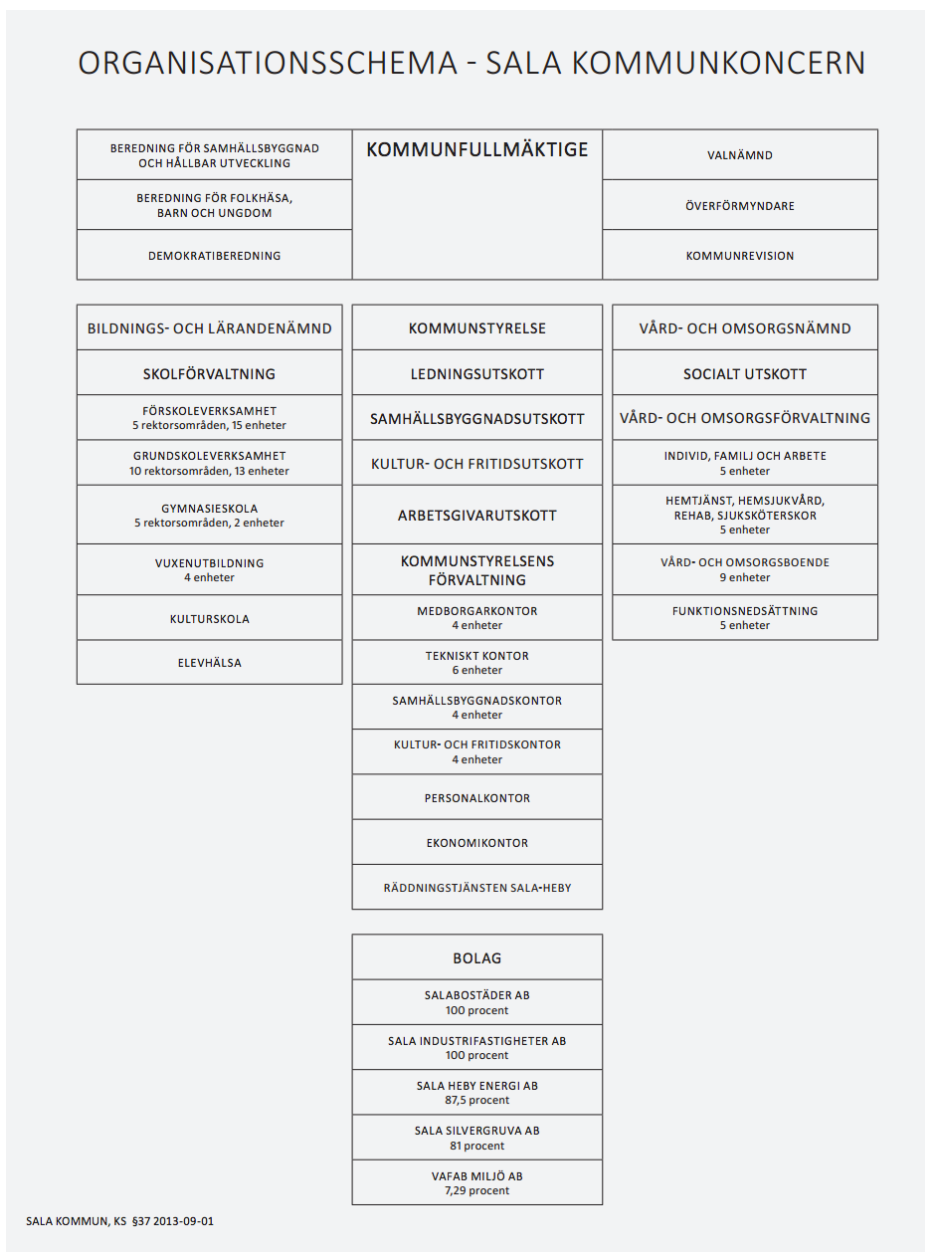 ORGANISATIONSSCHEMA - SALA KOMMUNKONCERN
BEREDNING FÖR SAMHÄLLSBYGGNAD
OCH HÅLLBAR UTVECKLING
BEREDNING FÖR FOLKHÄSA,
BARN OCH UNGDOM
DEMOKRATIBEREDNING
KOMMUNFULLMÄKTIGE
VALNÄMND
ÖVERFÖRMYNDARE
KOMMUNREVISION
BILDNINGS- OCH LÄRANDENÄMND
SKOLFÖRVALTNING
FÖRSKOLEVERKSAMHET
5 rektorsområden, 15 enheter
GRUNDSKOLEVERKSAMHET
10 rektorsområden, 13 enheter
GYMNASIESKOLA
5 rektorsområden, 2 enheter
VUXENUTBILDNING
4 enheter
KULTURSKOLA
ELEVHÄLSA
KOMMUNSTYRELSE
LEDNINGSUTSKOTT
SAMHÄLLSBYGGNADSUTSKOTT
KULTUR- OCH FRITIDSUTSKOTT
ARBETSGIVARUTSKOTT
KOMMUNSTYRELSENS
FÖRVALTNING
MEDBORGARKONTOR
4 enheter
TEKNISKT KONTOR
6 enheter
SAMHÄLLSBYGGNADSKONTOR
4 enheter
KULTUR- OCH FRITIDSKONTOR
4 enheter
PERSONALKONTOR
EKONOMIKONTOR
RÄDDNINGSTJÄNSTEN SALA-HEBY
VÅRD- OCH OMSORGSNÄMND
SOCIALT UTSKOTT
VÅRD- OCH OMSORGSFÖRVALTNING
INDIVID, FAMILJ OCH ARBETE
5 enheter
HEMTJÄNST, HEMSJUKVÅRD,
REHAB, SJUKSKÖTERSKOR
5 enheter
VÅRD- OCH OMSORGSBOENDE
9 enheter
FUNKTIONSNEDSÄTTNING
5 enheter
BOLAG
SALABOSTÄDER AB
100 procent
SALA INDUSTRIFASTIGHETER AB
100 procent
SALA HEBY ENERGI AB
87,5 procent
SALA SILVERGRUVA AB
81 procent
VAFAB MILJÖ AB
7,29 procent
SALA KOMMUN, KS §37 2013-09-01